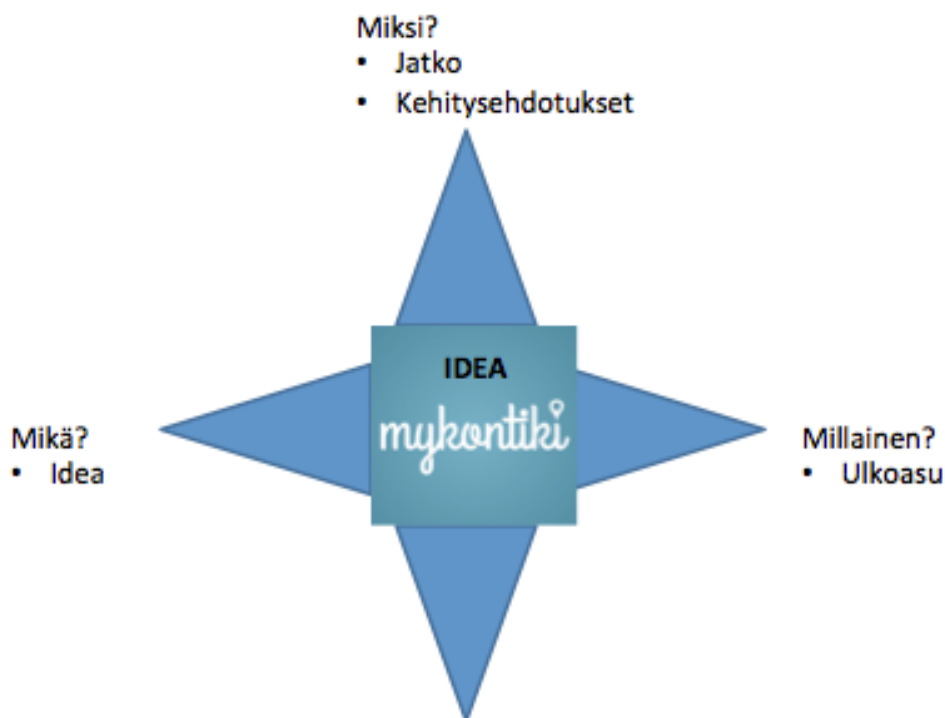 Miksi?
• Jatko
• Kehitysehdotukset
IDEA
mykontiki
Mikä?
• Idea
Millainen?
• Ulkoasu